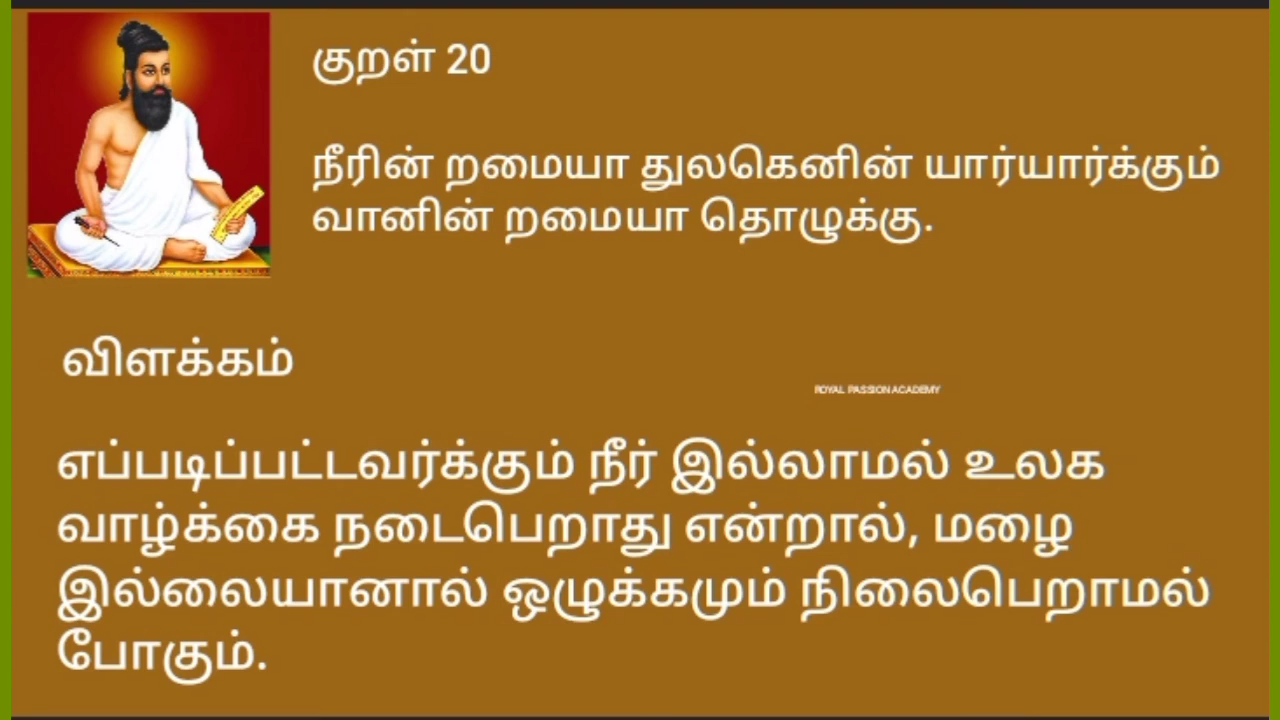 குறள் 20
நீரின் றமையா துலகெனின் யார்யார்க்கும்
வானின் றமையா தொழுக்கு.
விளக்கம்
ROYAL PASSION ACADEMY
எப்படிப்பட்டவர்க்கும் நீர் இல்லாமல் உலக
வாழ்க்கை நடைபெறாது என்றால், மழை
இல்லையானால் ஒழுக்கமும் நிலைபெறாமல்
போகும்.